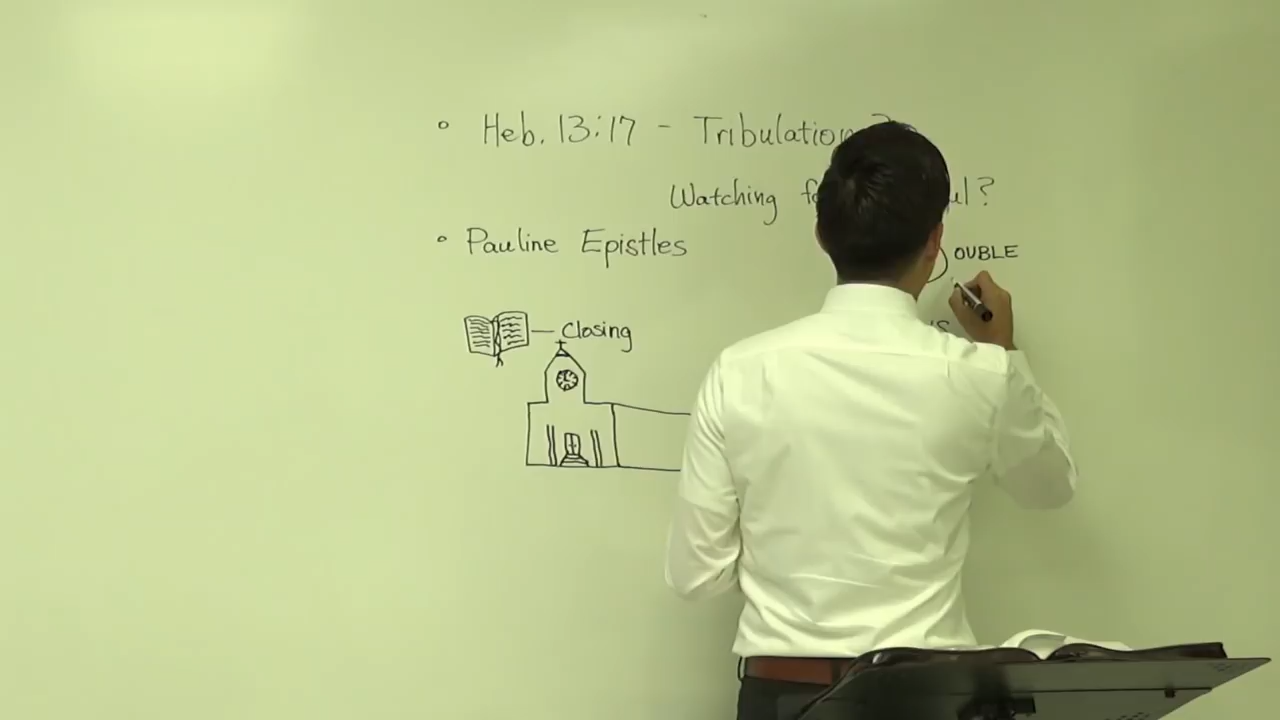 • Heb. 13:17 - Tribulation ?
Watching ?
• Pauline Epistles
OUBLE
Closing